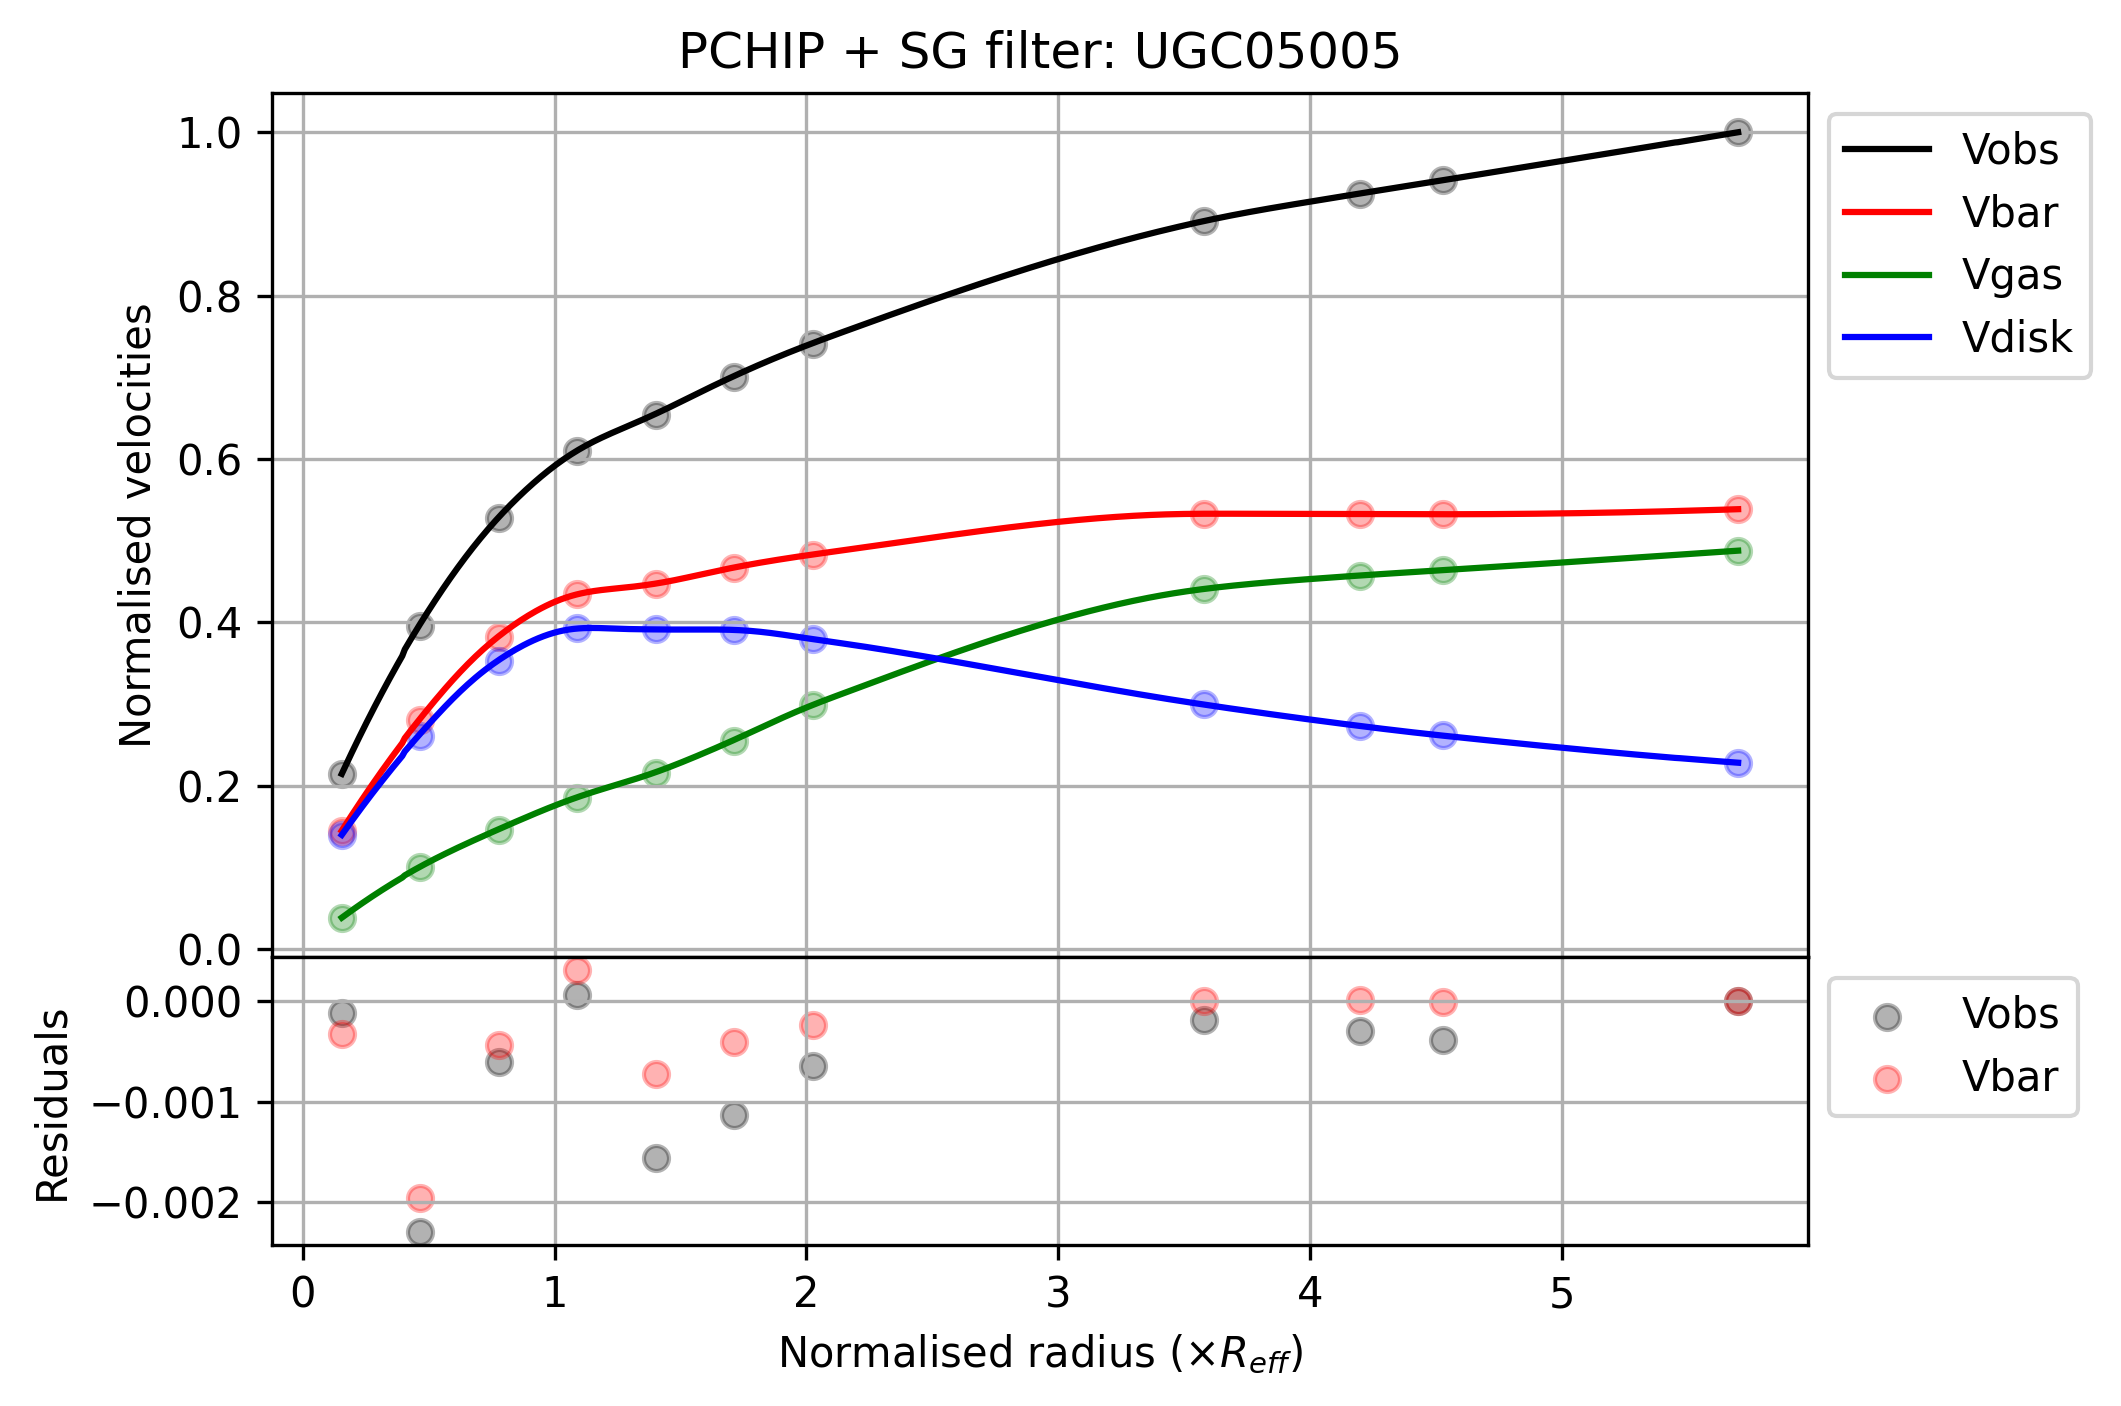 PCHIP + SG filter: UGC05005
Normalised velocities
1.0
0.8
0.6
0.4
0.2
0.0
Vobs
Vbar
Vgas
Vdisk
Residuals
0.000
−0.001
−0.002
Vobs
Vbar
0 1 2 3 4 5
Normalised radius (×R_eff)